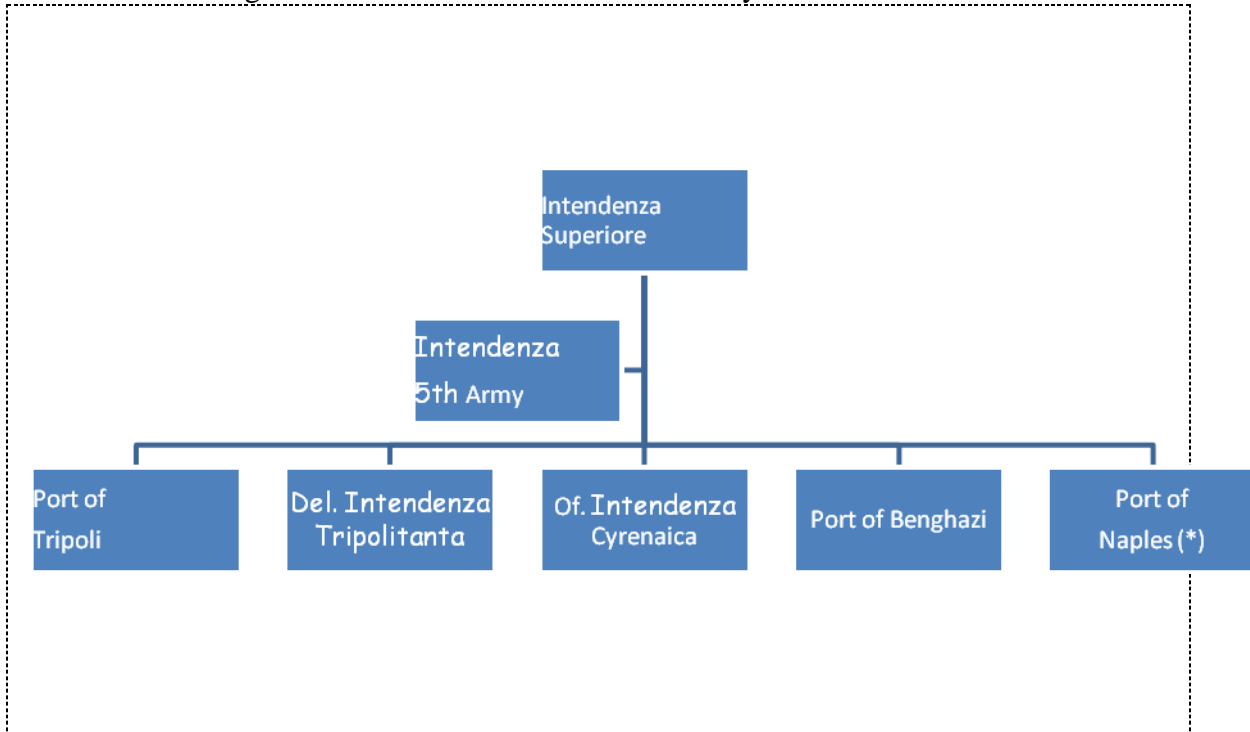 Intendenza
Superiore
Intendenza
5th Army
Port of
Tripoli
Del. Intendenza
Tripolitanta
Of. Intendenza
Cyrenaica
Port of Benghazi
Port of
Naples (*)